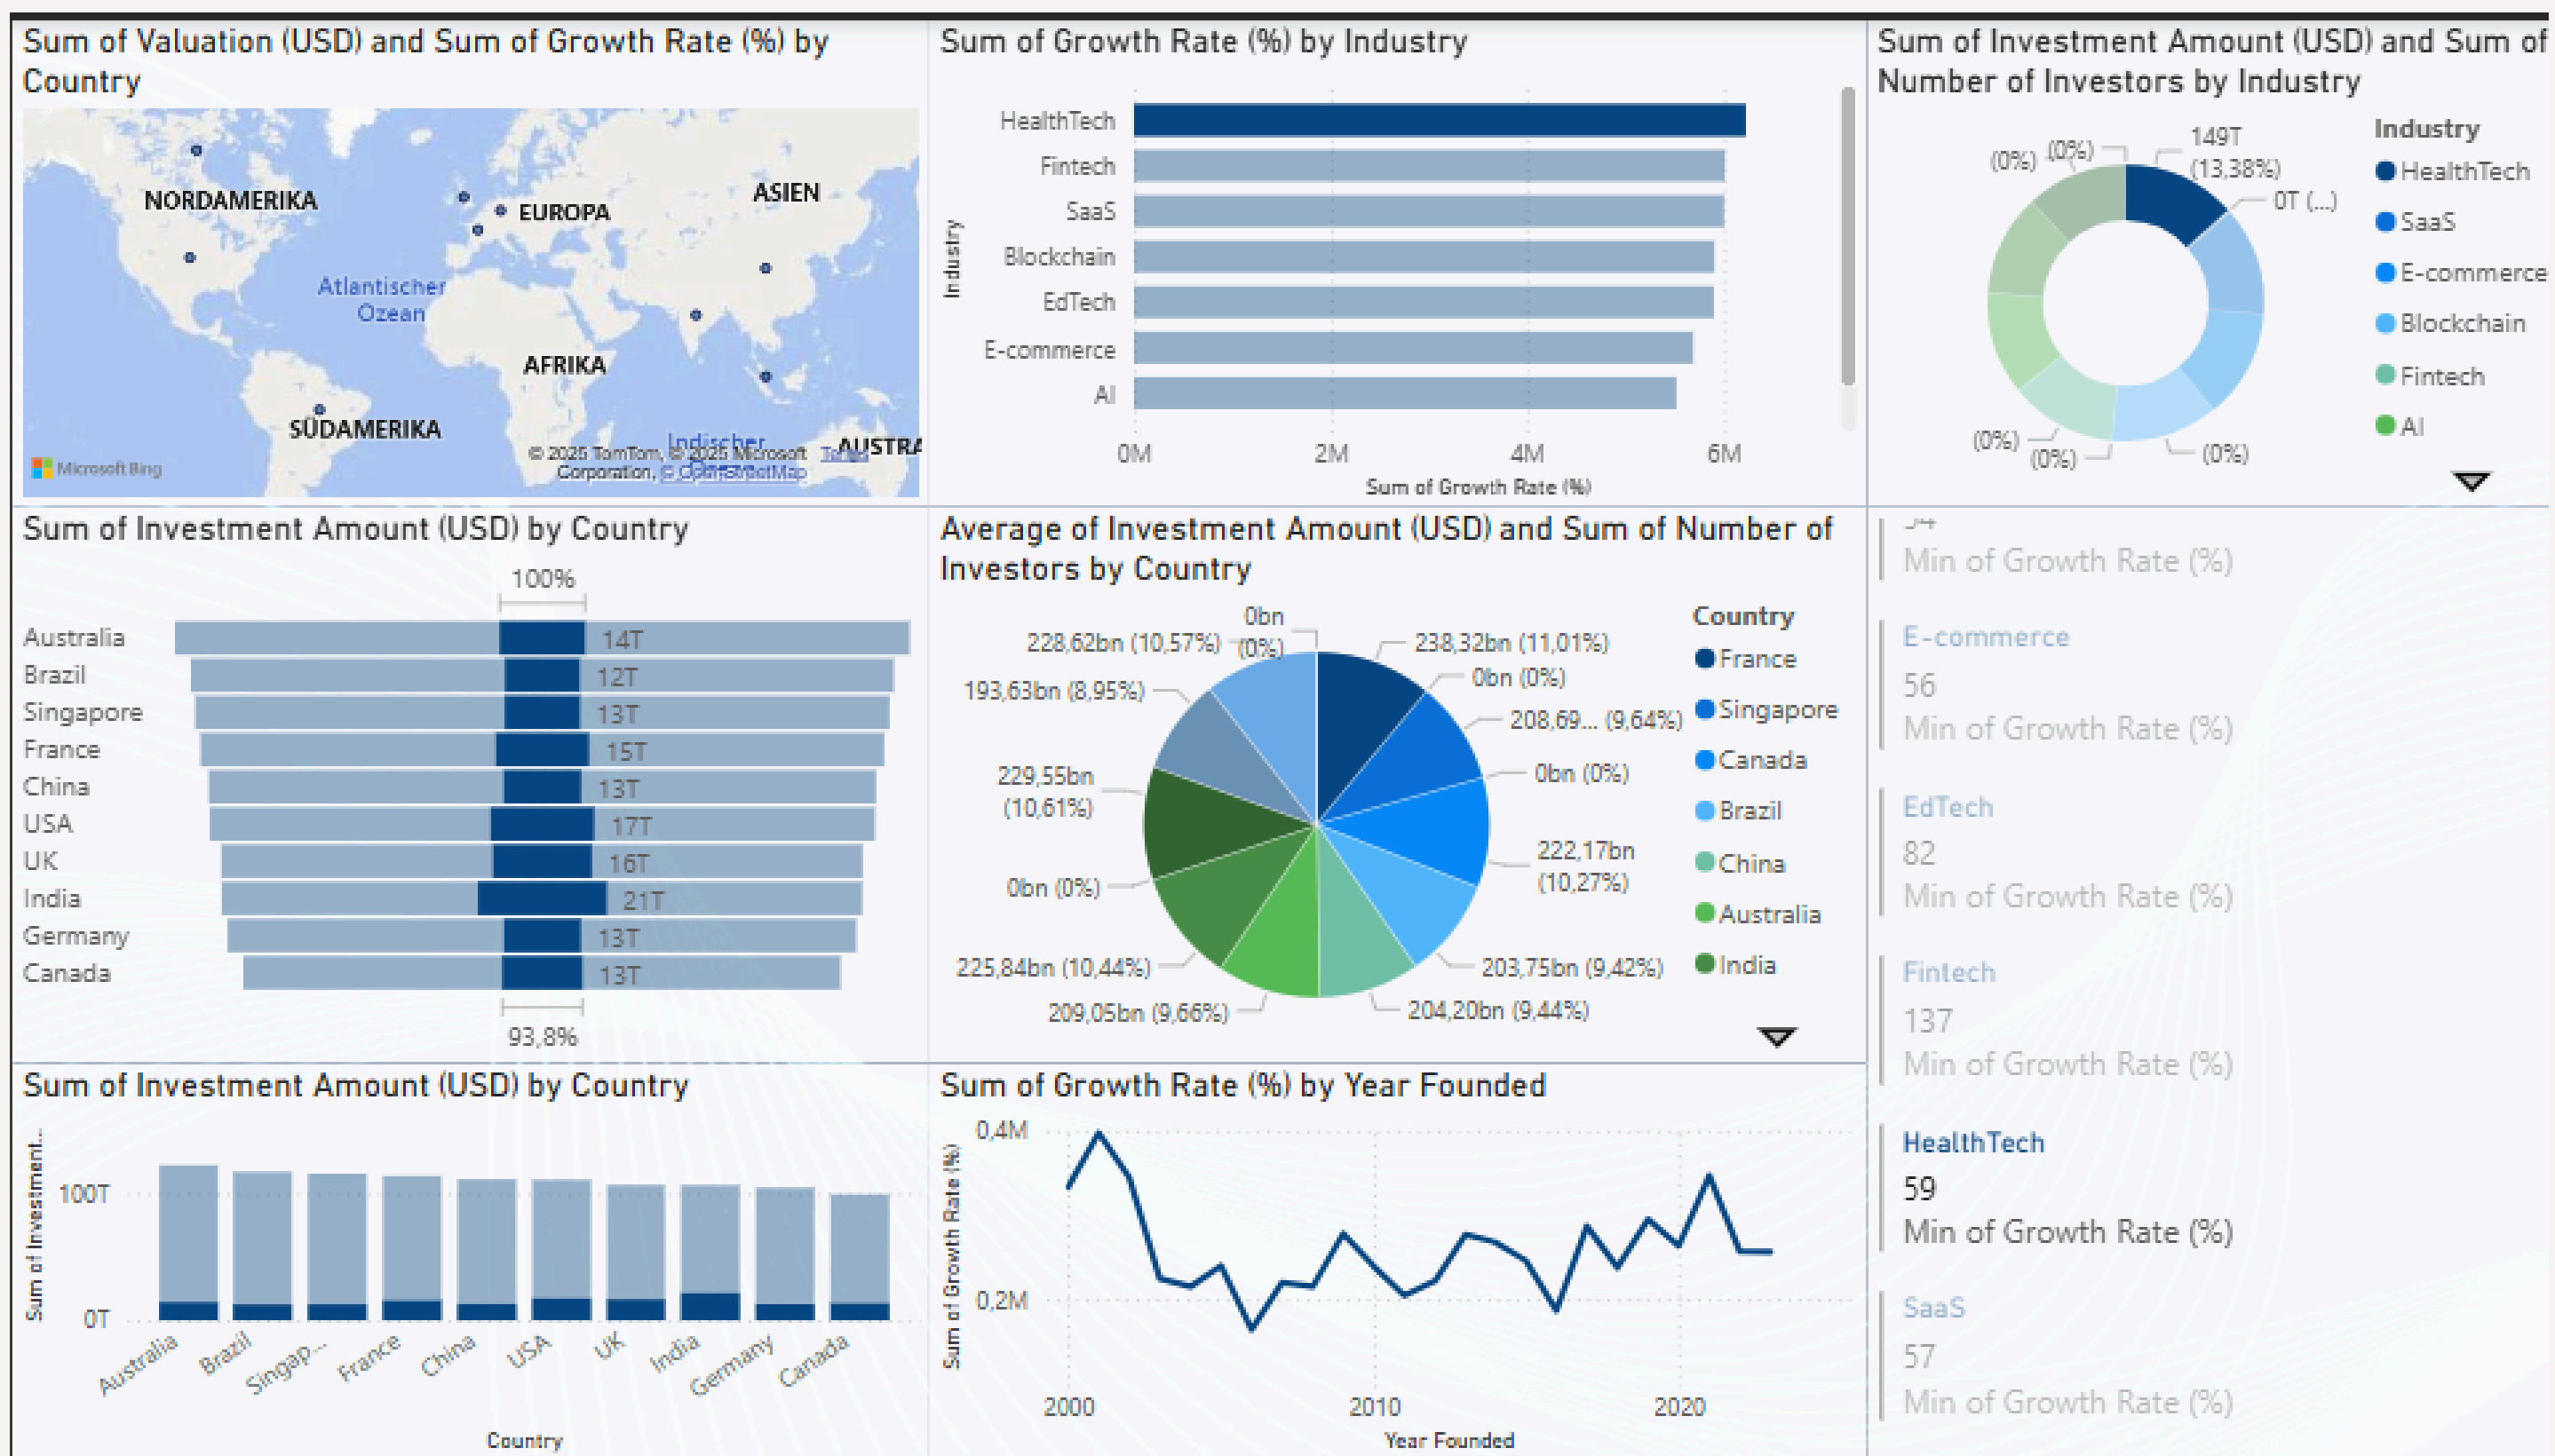 Sum of Valuation (USD) and Sum of Growth Rate (%) by
Country
NORDAMERIKA
EUROPA
ASIEN
Atlantischer
Ozean
AFRIKA
SÜDAMERIKA
Indischer
AUSTRA
© 2025 TomTom, © 2025 Microsoft
Corporation, © OpenStreetMap
Terms
Microsoft Bing
Sum of Growth Rate (%) by Industry
Industry
HealthTech
Fintech
SaaS
Blockchain
EdTech
E-commerce
AI
0M 2M 4M 6M
Sum of Growth Rate (%)
Sum of Investment Amount (USD) and Sum of
Number of Investors by Industry
(0%)
(0%)
149T
(13,38%)
0T (...)
(0%)
(0%)
(0%)
Industry
HealthTech
SaaS
E-commerce
Blockchain
Fintech
AI
Sum of Investment Amount (USD) by Country
100%
Australia 14T
Brazil 12T
Singapore 13T
France 15T
China 13T
USA 17T
UK 16T
India 21T
Germany 13T
Canada 13T
93,8%
Average of Investment Amount (USD) and Sum of Number of
Investors by Country
0bn
(0%)
228,62bn (10,57%)
238,32bn (11,01%)
0bn (0%)
193,63bn (8,95%)
208,69... (9,64%)
229,55bn
(10,61%)
0bn (0%)
222,17bn
(10,27%)
0bn (0%)
225,84bn (10,44%)
203,75bn (9,42%)
209,05bn (9,66%)
204,20bn (9,44%)
Country
France
Singapore
Canada
Brazil
China
Australia
India
Min of Growth Rate (%)
E-commerce
56
Min of Growth Rate (%)
EdTech
82
Min of Growth Rate (%)
Fintech
137
Min of Growth Rate (%)
HealthTech
59
Min of Growth Rate (%)
SaaS
57
Min of Growth Rate (%)
Sum of Investment Amount (USD) by Country
Sum of Investment...
100T
0T
Australia Brazil Singap... France China USA UK India Germany Canada
Country
Sum of Growth Rate (%) by Year Founded
Sum of Growth Rate (%)
0,4M
0,2M
2000 2010 2020
Year Founded